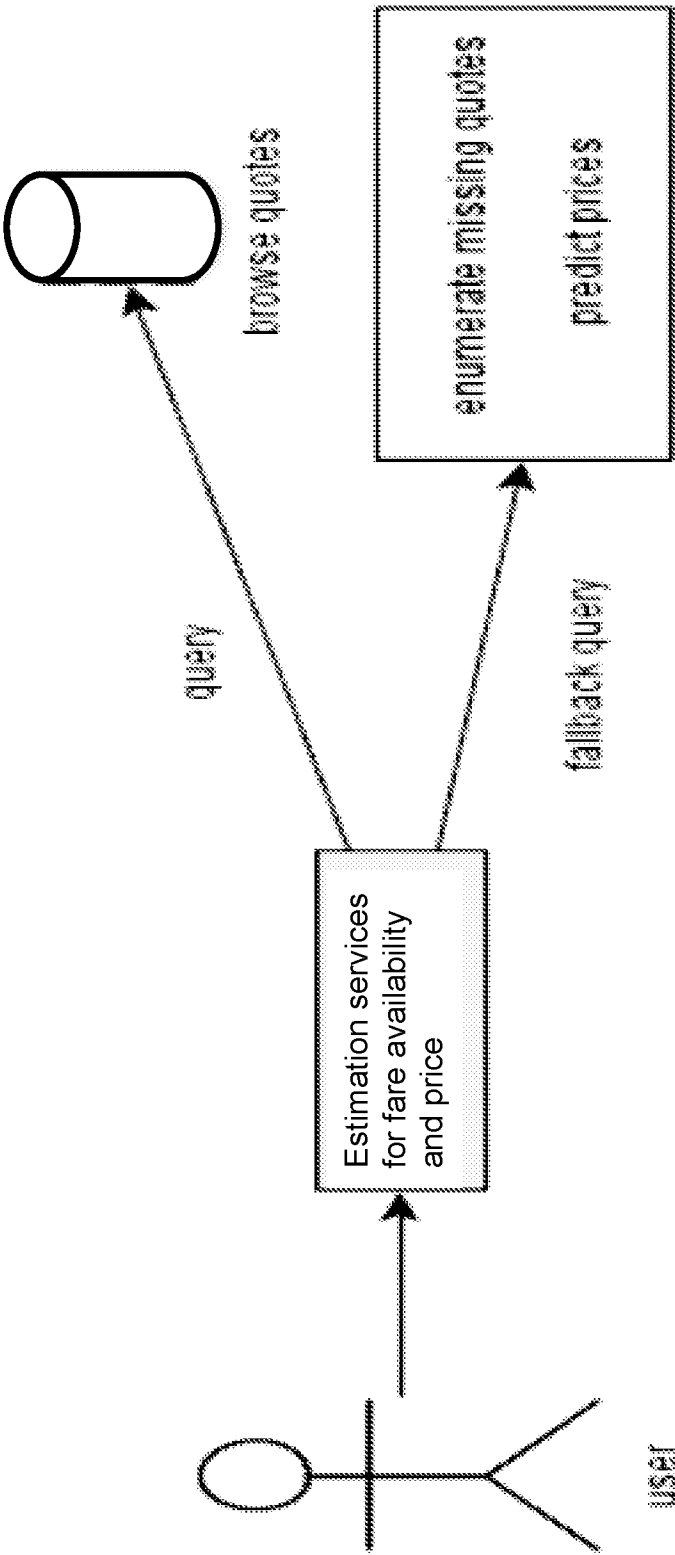 user
Estimation services
for fare availability
and price
query
browse quotes
fallback query
enumerate missing quotes
predict prices